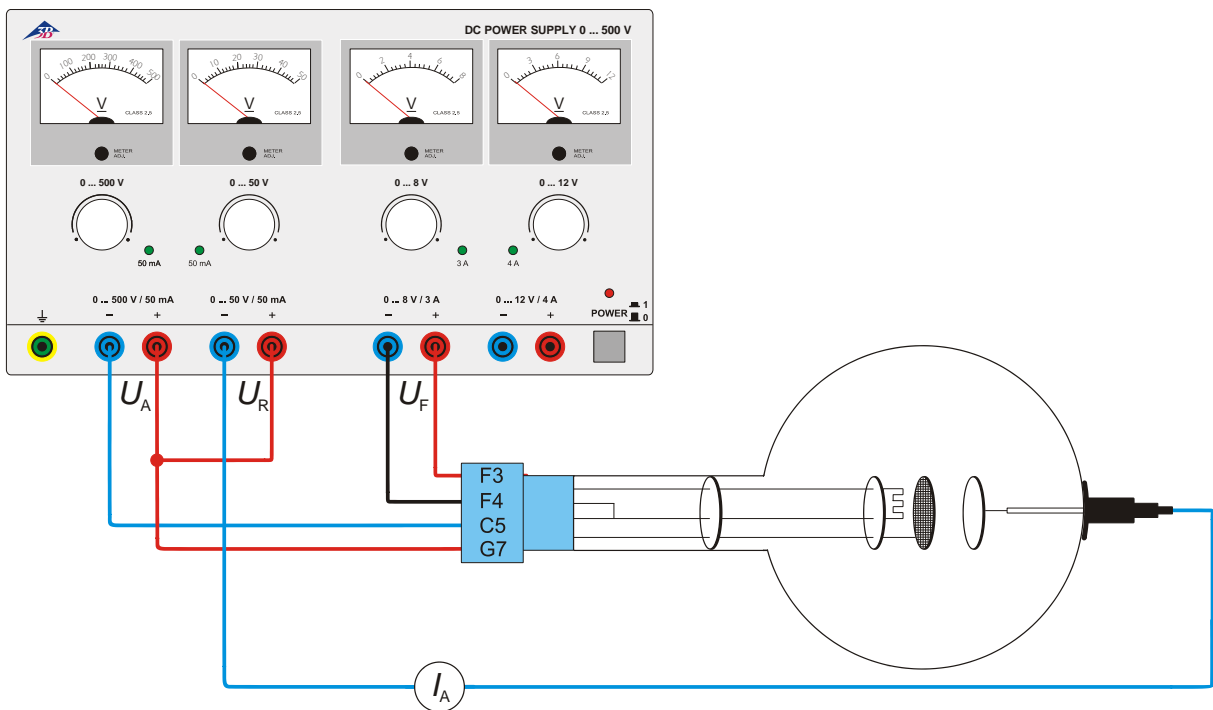 3B
DC POWER SUPPLY 0 ... 500 V
0 100 200 300 400 500
0 10 20 30 40 50
0 2 4 6 8
0 3 6 9 12
V V V V
CLASS 2,5 CLASS 2,5 CLASS 2,5 CLASS 2,5
METER ADJ. METER ADJ. METER ADJ. METER ADJ.
0 ... 500 V 0 ... 50 V 0 ... 8 V 0 ... 12 V
50 mA 50 mA 3 A 4 A
0 ... 500 V / 50 mA 0 ... 50 V / 50 mA 0 ... 8 V / 3 A 0 ... 12 V / 4 A
− + − + − + − + POWER 1
0
UA UR UF
F3
F4
C5
G7
IA